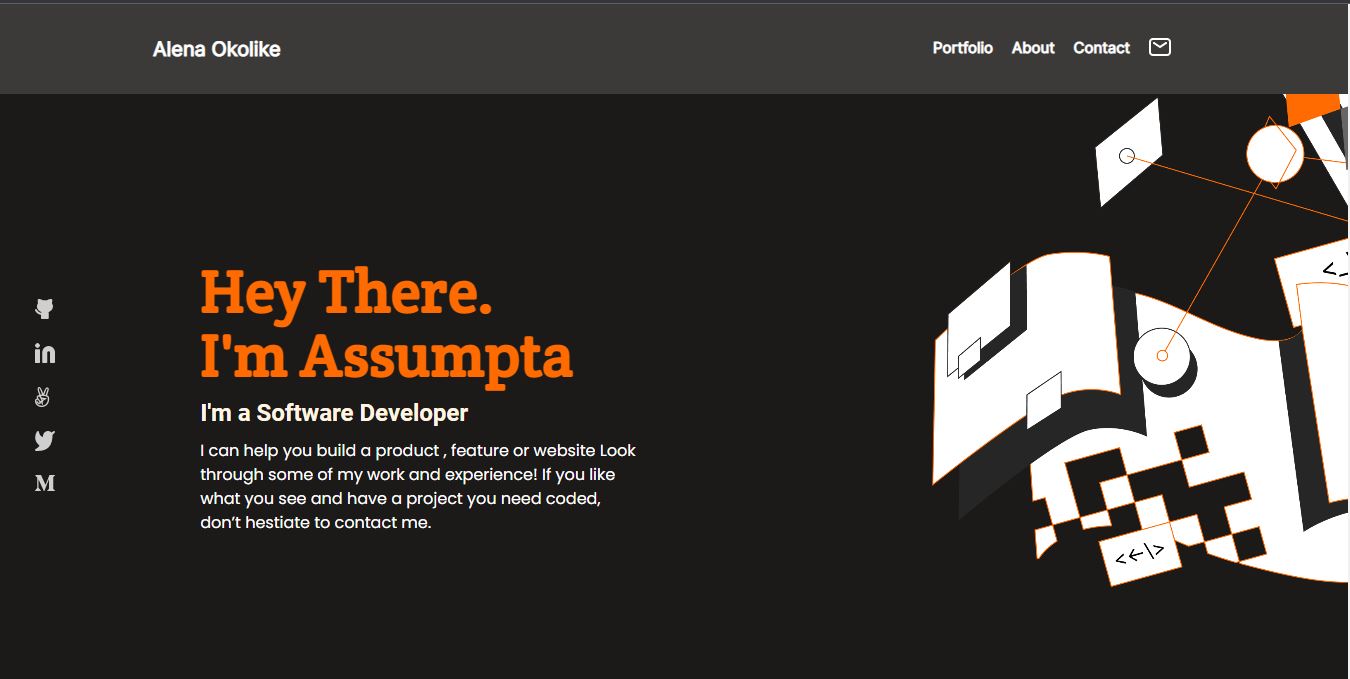 Alena Okolike
Portfolio About Contact
Hey There.
I'm Assumpta
I'm a Software Developer
I can help you build a product , feature or website Look
through some of my work and experience! If you like
what you see and have a project you need coded,
don’t hestiate to contact me.
in
M
<\
<←|>